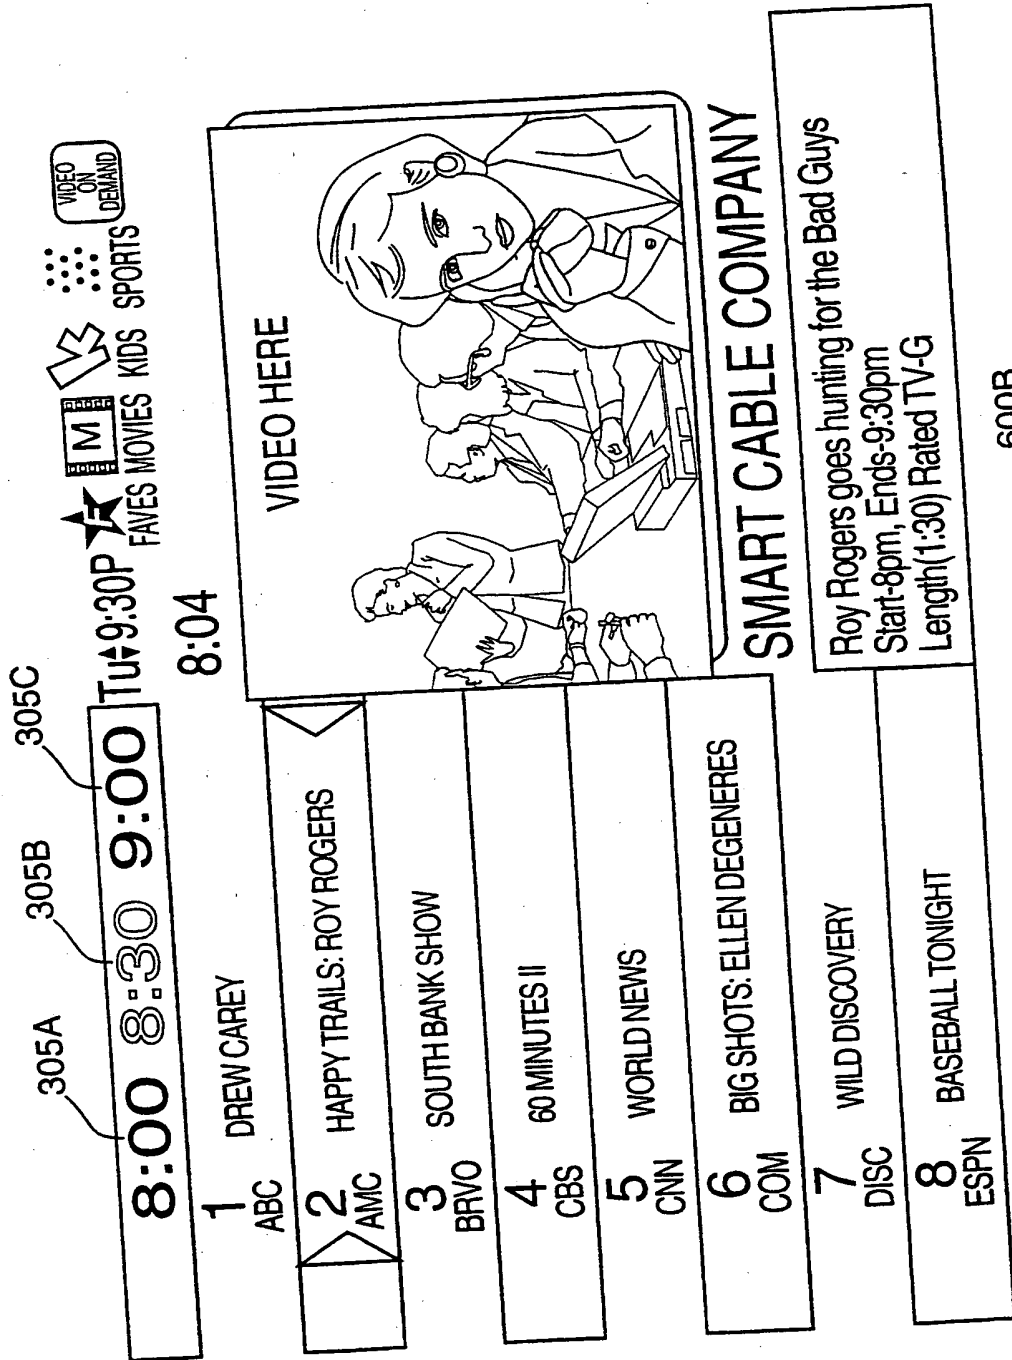 305A
305B
305C
8:00 8:30 9:00 Tu 9:30P
F
M
VIDEO
ON
DEMAND
FAVES MOVIES KIDS SPORTS
8:04
1
ABC
DREW CAREY
2
AMC
HAPPY TRAILS: ROY ROGERS
3
BRVO
SOUTH BANK SHOW
4
CBS
60 MINUTES II
5
CNN
WORLD NEWS
6
COM
BIG SHOTS: ELLEN DEGENERES
7
DISC
WILD DISCOVERY
8
ESPN
BASEBALL TONIGHT
VIDEO HERE
SMART CABLE COMPANY
Roy Rogers goes hunting for the Bad Guys
Start-8pm, Ends-9:30pm
Length(1:30) Rated TV-G
600B